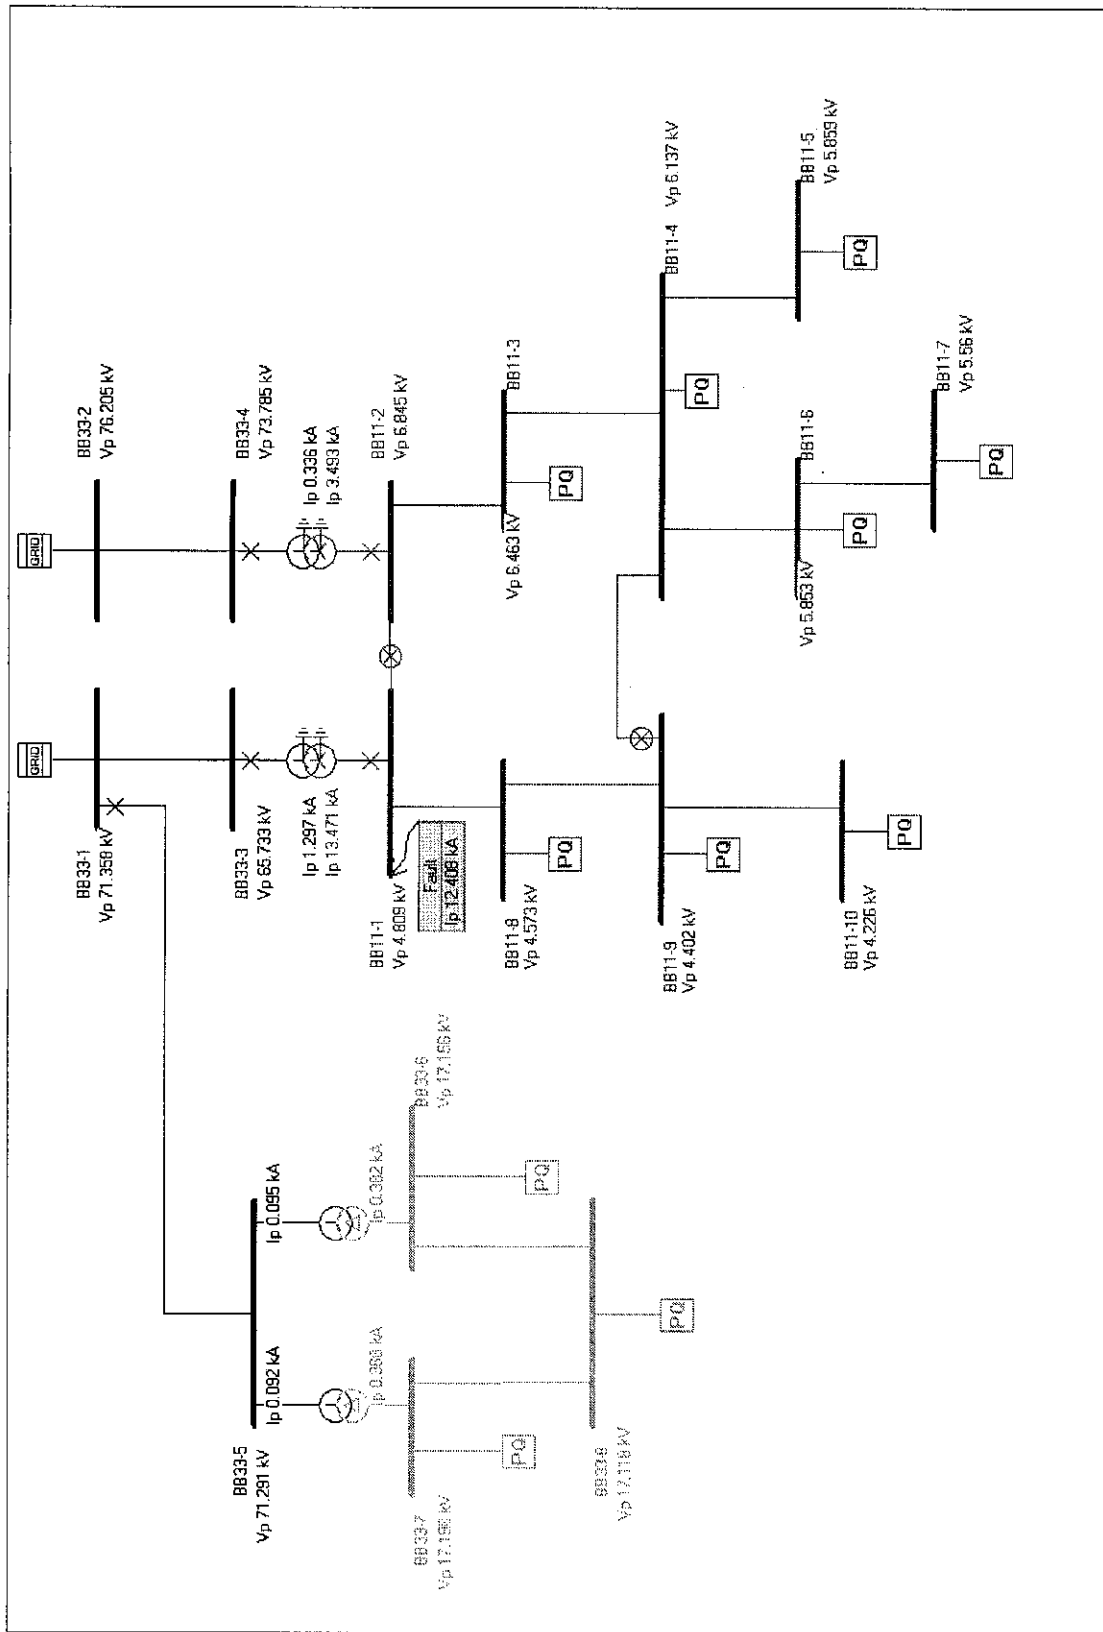 GRID
GRID
BB33-1
Vp 71.358 kV
BB33-2
Vp 76.205 kV
BB33-3
Vp 65.733 kV
BB33-4
Vp 73.785 kV
Ip 1.297 kA
Ip 13.471 kA
Ip 0.336 kA
Ip 3.493 kA
BB11-1
Vp 4.809 kV
Fault
Ip 12.408 kA
BB11-2
Vp 6.845 kV
BB11-8
Vp 4.573 kV
PQ
BB11-3
Vp 6.463 kV
PQ
BB11-9
Vp 4.402 kV
PQ
BB11-4
Vp 6.137 kV
PQ
BB11-10
Vp 4.226 kV
PQ
BB11-6
Vp 5.853 kV
PQ
BB11-5
Vp 5.859 kV
PQ
BB11-7
Vp 5.56 kV
PQ
BB33-5
Vp 71.291 kV
Ip 0.092 kA
Ip 0.095 kA
Ip 0.382 kA
BB33-7
PQ
BB33-6
PQ
PQ